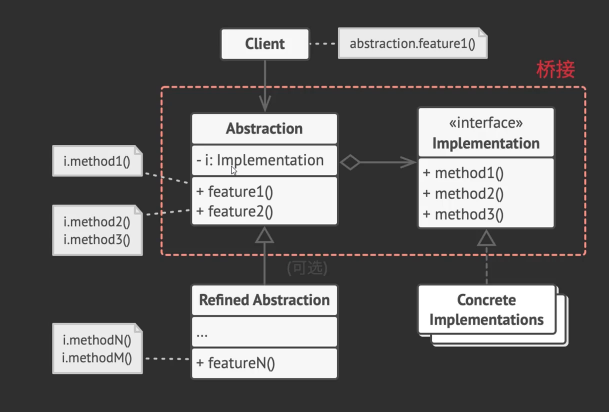 Client
abstraction.feature1()
桥接
Abstraction
- i: Implementation
+ feature1()
+ feature2()
«interface»
Implementation
+ method1()
+ method2()
+ method3()
i.method1()
i.method2()
i.method3()
(可选)
Refined Abstraction
...
+ featureN()
Concrete
Implementations
i.methodN()
i.methodM()